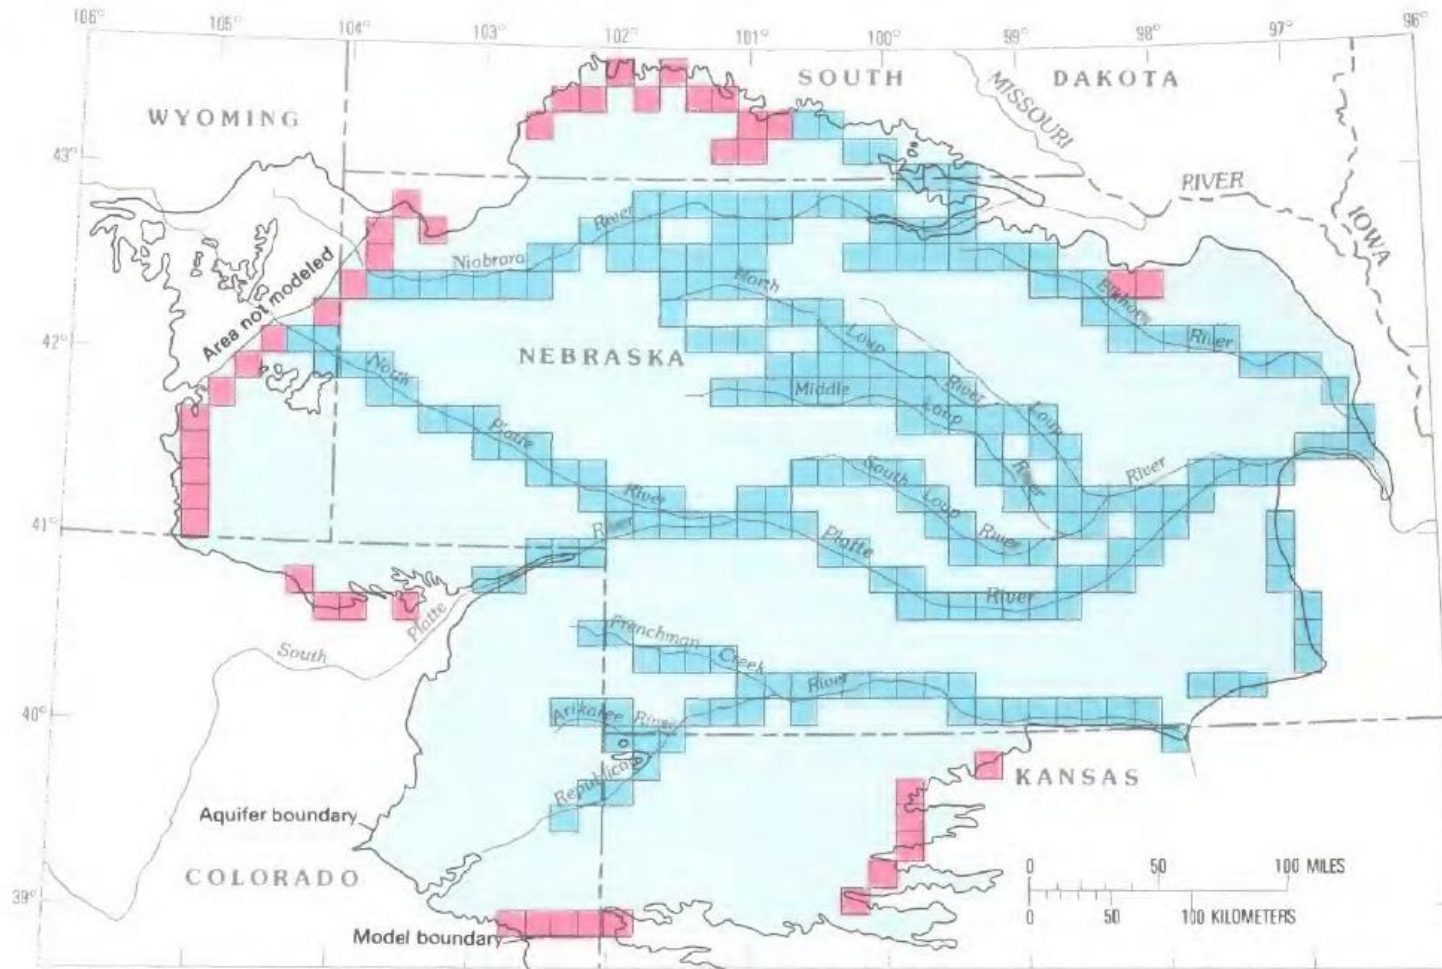 106° 105° 104° 103° 102° 101° 100° 99° 98° 97° 96°
SOUTH DAKOTA
WYOMING
MISSOURI
RIVER
IOWA
43°
River
Niobrara
Area not modeled
North
Elkhorn
River
42°
Loup
NEBRASKA
North
Middle
River
Loup
Loup
Platte
River
South
River
Loup
River
River
41°
River
Platte
River
Platte
South
Frenchman
Creek
River
40°
Arikaree River
Republican
KANSAS
Aquifer boundary
COLORADO
0 50 100 MILES
39°
0 50 100 KILOMETERS
Model boundary